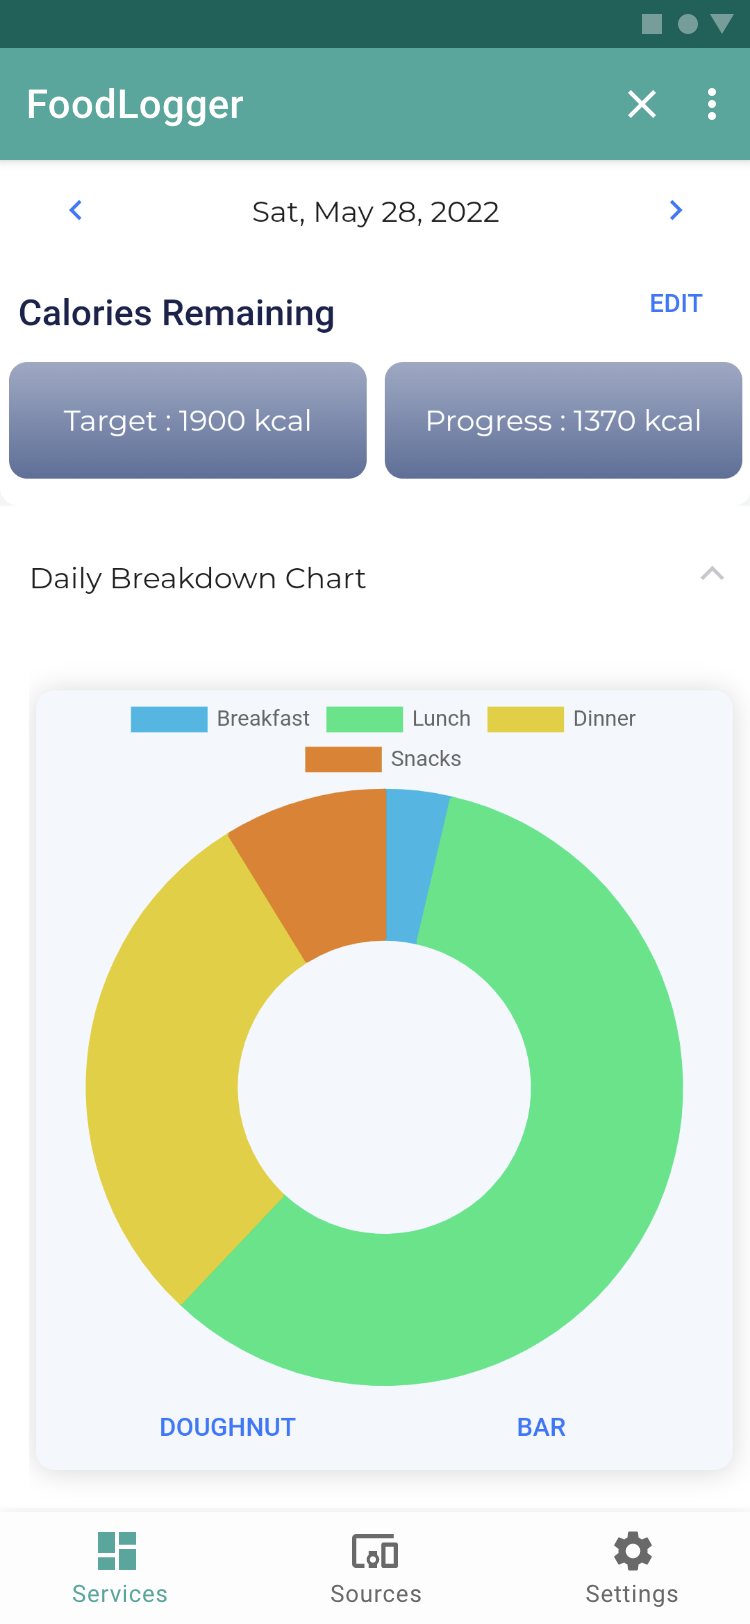 FoodLogger
Sat, May 28, 2022
Calories Remaining
EDIT
Target : 1900 kcal
Progress : 1370 kcal
Daily Breakdown Chart
Breakfast Lunch Dinner
Snacks
DOUGHNUT BAR
Services Sources Settings